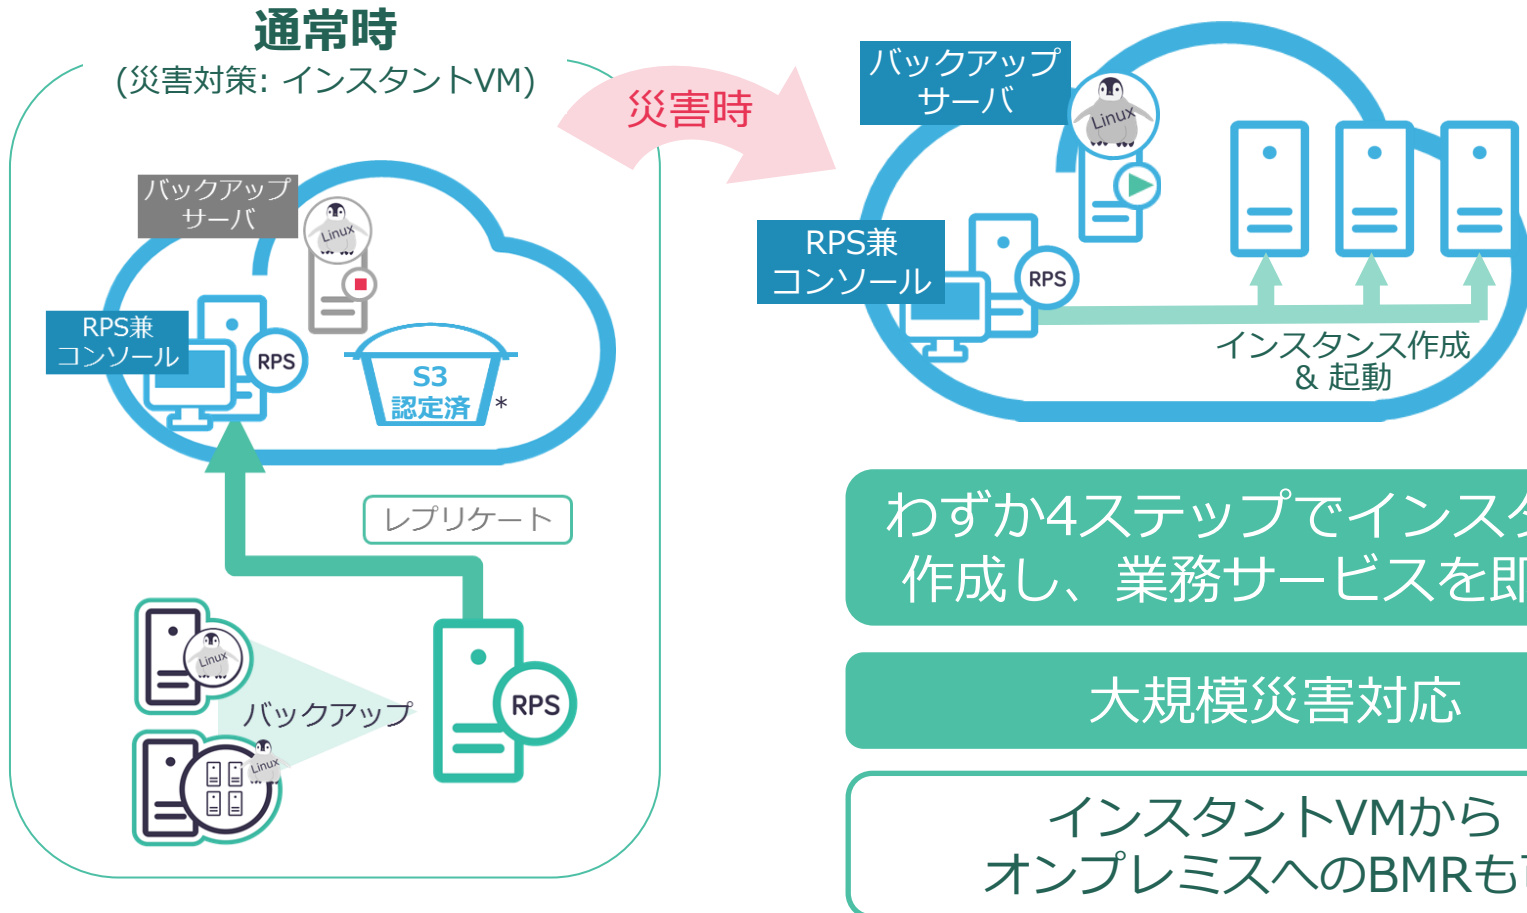 通常時
(災害対策: インスタントVM)
災害時
バックアップ
サーバ
Linux
RPS兼
コンソール
RPS
S3
認定済
*
レプリケート
Linux
バックアップ
Linux
RPS
バックアップ
サーバ
Linux
RPS兼
コンソール
RPS
インスタンス作成
& 起動
わずか4ステップでインスタ
作成し、業務サービスを即
大規模災害対応
インスタントVMから
オンプレミスへのBMRも